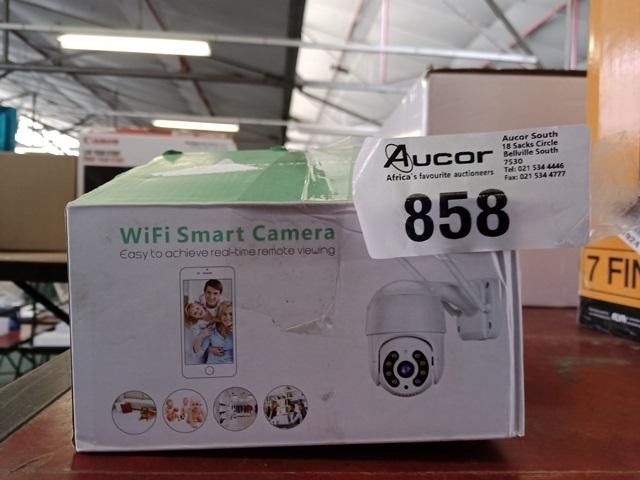 WiFi Smart Camera
Easy to achieve real-time remote viewing
Aucor
Africa's favourite auctioneers
858
Aucor South
18 Sacks Circle
Bellville South
7530
Tel: 021 534 4446
Fax: 021 534 4777
Canon
7 FIN